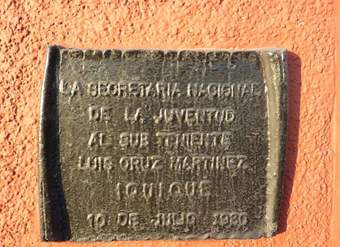 LA SECRETARIA NACIONAL
DE LA JUVENTUD
AL SUB TENIENTE
LUIS CRUZ MARTINEZ
IQUIQUE
10 DE JULIO 1980